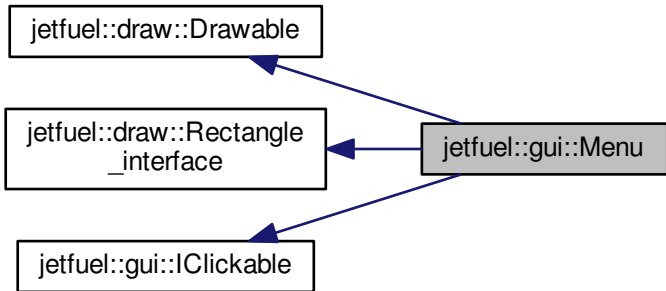 jetfuel::draw::Drawable
jetfuel::draw::Rectangle
_interface
jetfuel::gui::Menu
jetfuel::gui::IClickable